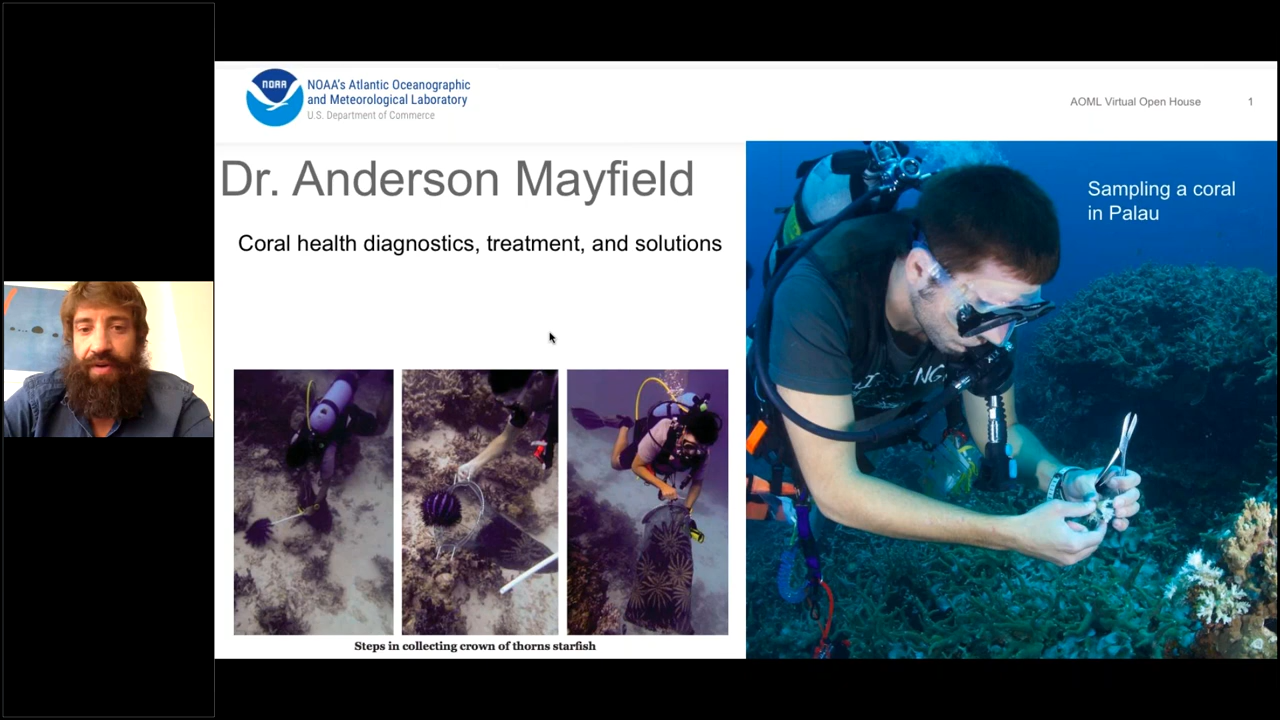 NOAA
NOAA's Atlantic Oceanographic
and Meteorological Laboratory
U.S. Department of Commerce
AOML Virtual Open House
1
Dr. Anderson Mayfield
Coral health diagnostics, treatment, and solutions
Sampling a coral
in Palau
Steps in collecting crown of thorns starfish